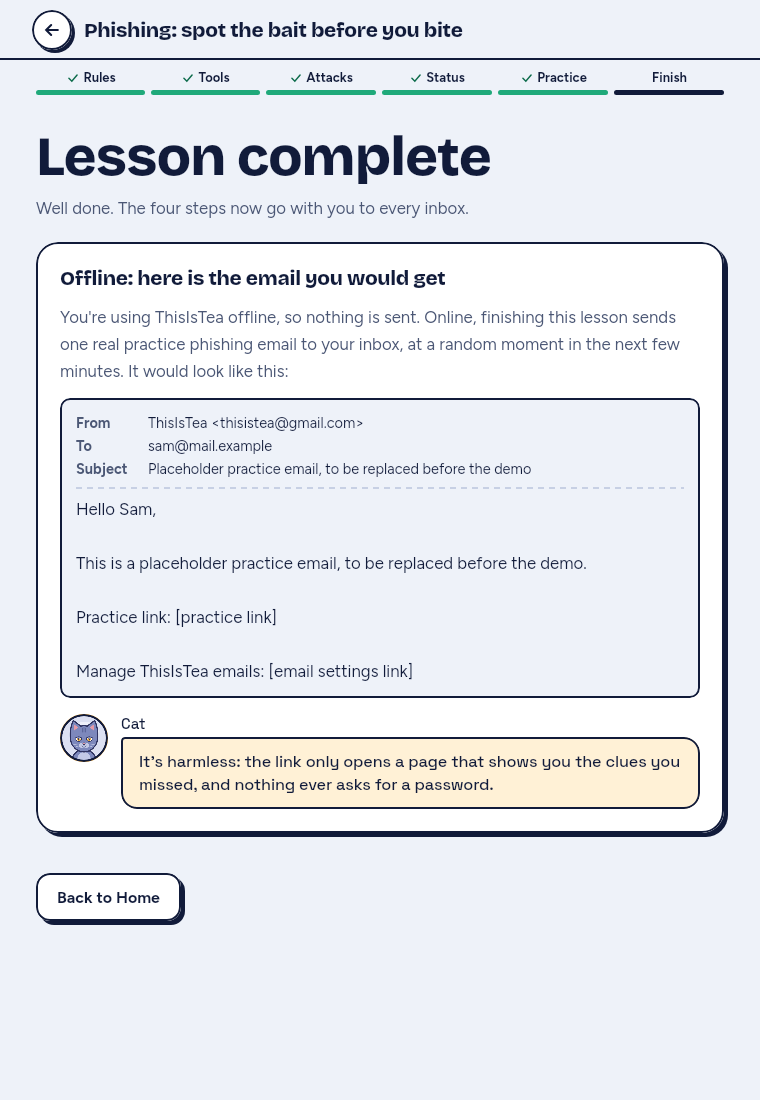 Phishing: spot the bait before you bite
Rules
Tools
Attacks
Status
Practice
Finish
Lesson complete
Well done. The four steps now go with you to every inbox.
Offline: here is the email you would get
You're using ThisIsTea offline, so nothing is sent. Online, finishing this lesson sends
one real practice phishing email to your inbox, at a random moment in the next few
minutes. It would look like this:
From ThisIsTea <thisistea@gmail.com>
To sam@mail.example
Subject Placeholder practice email, to be replaced before the demo
Hello Sam,
This is a placeholder practice email, to be replaced before the demo.
Practice link: [practice link]
Manage ThisIsTea emails: [email settings link]
Cat
It's harmless: the link only opens a page that shows you the clues you
missed, and nothing ever asks for a password.
Back to Home